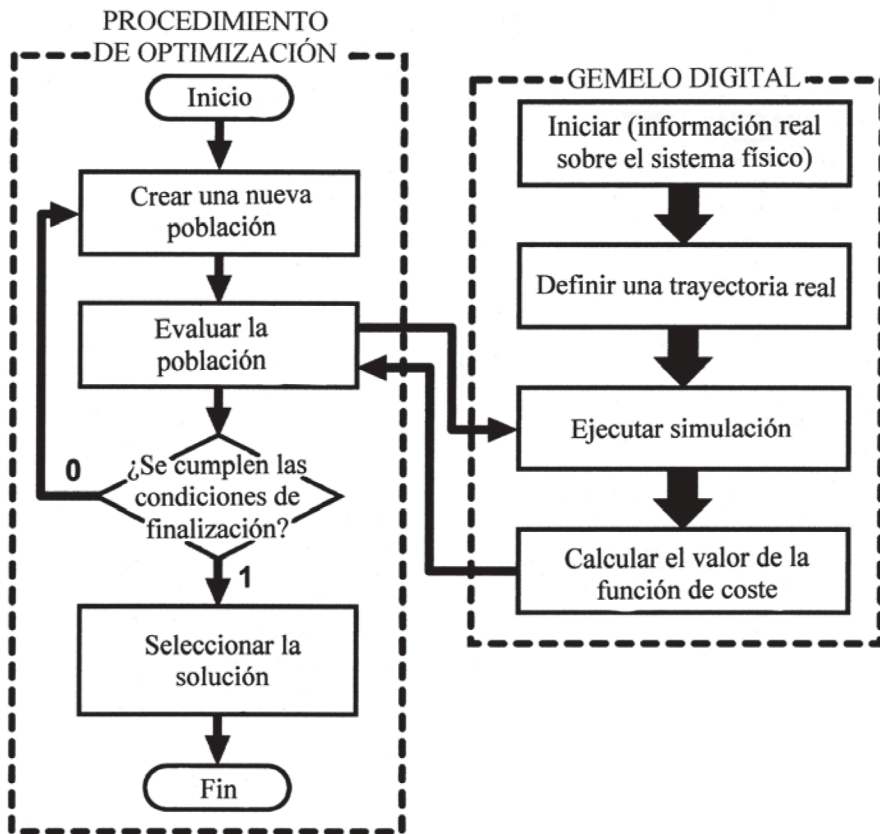 PROCEDIMIENTO
DE OPTIMIZACIÓN
Inicio
Crear una nueva
población
Evaluar la
población
¿Se cumplen las
condiciones de
finalización?
0
1
Seleccionar la
solución
Fin
GEMELO DIGITAL
Iniciar (información real
sobre el sistema físico)
Definir una trayectoria real
Ejecutar simulación
Calcular el valor de la
función de coste